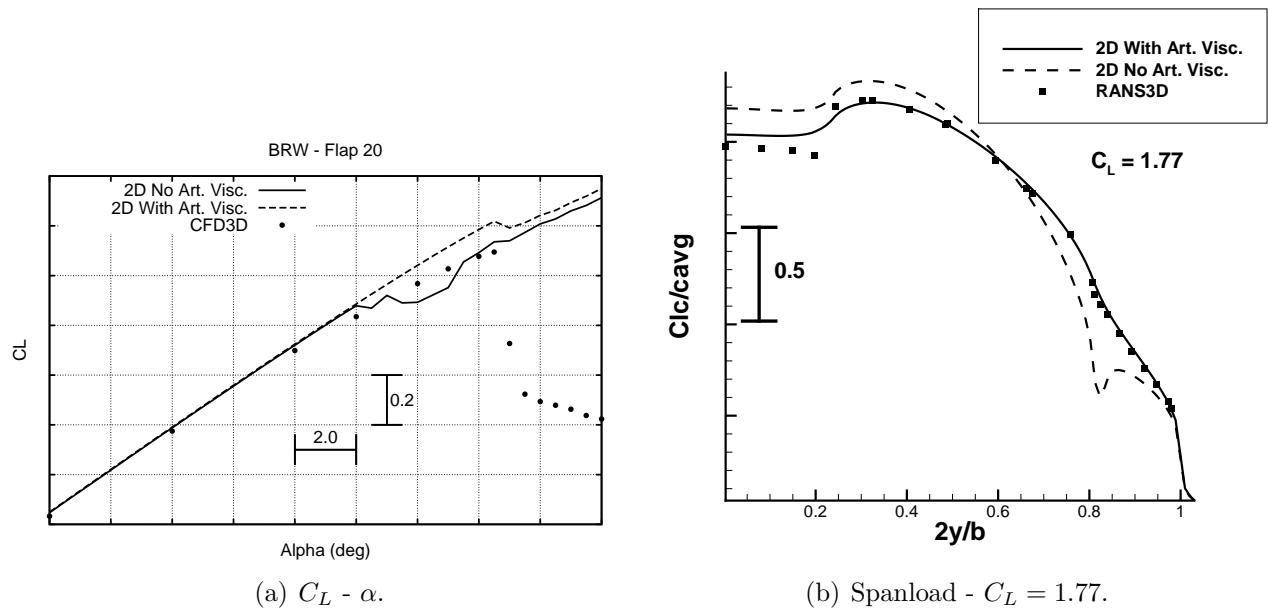 BRW - Flap 20
2D No Art. Visc.
2D With Art. Visc.
CFD3D
CL
0.2
2.0
Alpha (deg)
(a) C_L - α.
2D With Art. Visc.
2D No Art. Visc.
RANS3D
C_L = 1.77
Clc/cavg
0.5
0.2 0.4 0.6 0.8 1
2y/b
(b) Spanload - C_L = 1.77.